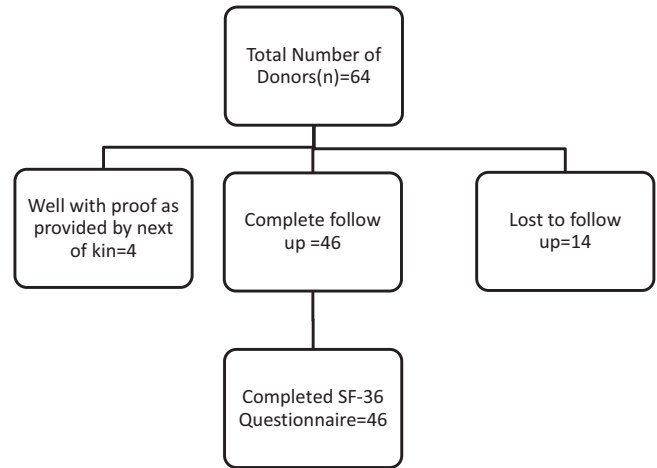 Total Number of
Donors(n)=64
Well with proof as
provided by next
of kin=4
Complete follow
up =46
Lost to follow
up=14
Completed SF-36
Questionnaire=46